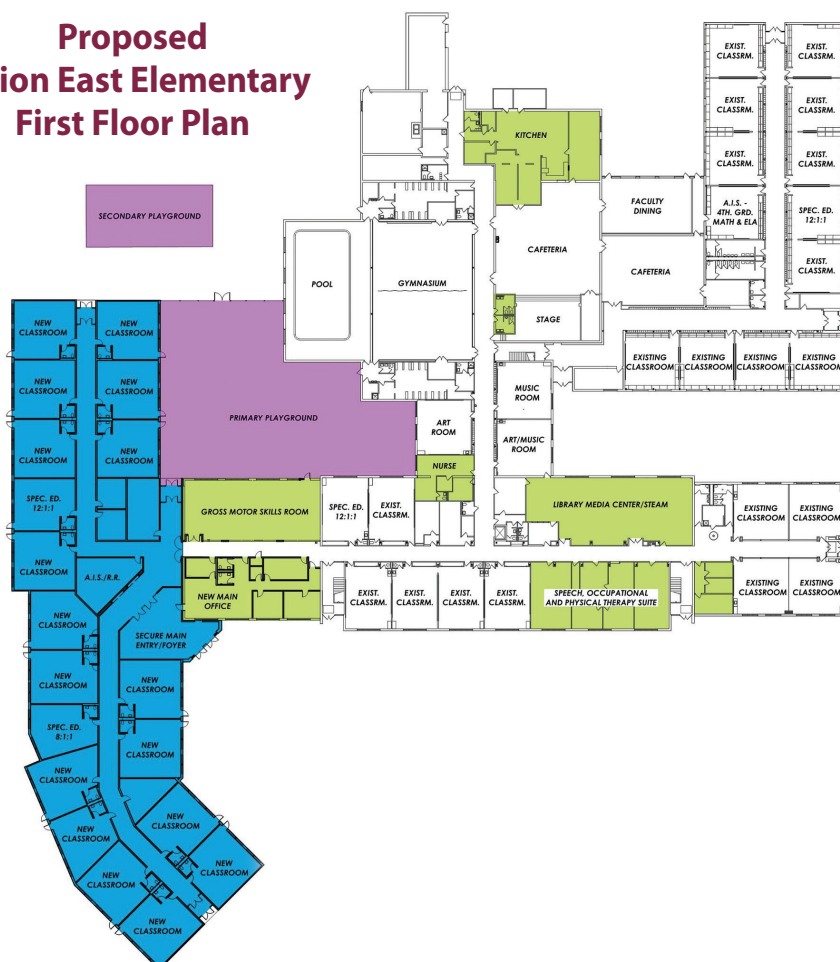 Proposed
ion East Elementary
First Floor Plan
SECONDARY PLAYGROUND
KITCHEN
EXIST.
CLASSRM.
EXIST.
CLASSRM.
EXIST.
CLASSRM.
EXIST.
CLASSRM.
EXIST.
CLASSRM.
EXIST.
CLASSRM.
FACULTY
DINING
A.I.S. -
4TH. GRD.
MATH & ELA
SPEC. ED.
12:1:1
CAFETERIA
CAFETERIA
EXIST.
CLASSRM.
POOL
GYMNASIUM
STAGE
NEW
CLASSROOM
NEW
CLASSROOM
NEW
CLASSROOM
NEW
CLASSROOM
NEW
CLASSROOM
NEW
CLASSROOM
PRIMARY PLAYGROUND
EXISTING
CLASSROOM
EXISTING
CLASSROOM
EXISTING
CLASSROOM
EXISTING
CLASSROOM
MUSIC
ROOM
ART
ROOM
ART/MUSIC
ROOM
NURSE
SPEC. ED.
12:1:1
GROSS MOTOR SKILLS ROOM
SPEC. ED.
12:1:1
EXIST.
CLASSRM.
LIBRARY MEDIA CENTER/STEAM
EXISTING
CLASSROOM
EXISTING
CLASSROOM
NEW
CLASSROOM
A.I.S./R.R.
NEW MAIN
OFFICE
EXIST.
CLASSRM.
EXIST.
CLASSRM.
EXIST.
CLASSRM.
EXIST.
CLASSRM.
SPEECH, OCCUPATIONAL
AND PHYSICAL THERAPY SUITE
EXISTING
CLASSROOM
EXISTING
CLASSROOM
NEW
CLASSROOM
SECURE MAIN
ENTRY/FOYER
NEW
CLASSROOM
NEW
CLASSROOM
SPEC. ED.
8:1:1
NEW
CLASSROOM
NEW
CLASSROOM
NEW
CLASSROOM
NEW
CLASSROOM
NEW
CLASSROOM
NEW
CLASSROOM
NEW
CLASSROOM